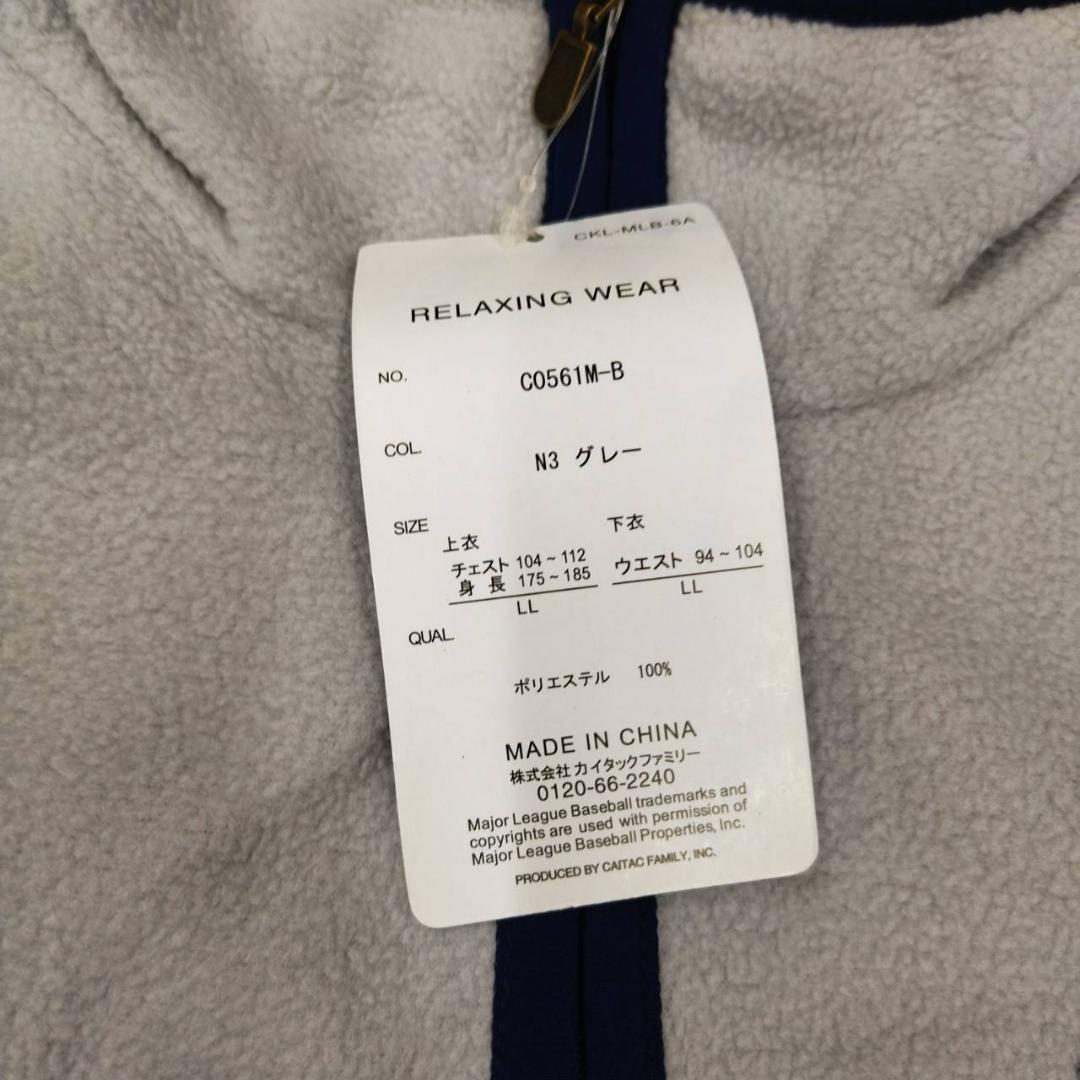 CKL-MLB-6A
RELAXING WEAR
NO. C0561M-B
COL. N3 グレー
SIZE
上衣 下衣
チェスト 104~112 ウエスト 94~104
身長 175~185
LL LL
QUAL.
ポリエステル 100%
MADE IN CHINA
株式会社カイタックファミリー
0120-66-2240
Major League Baseball trademarks and
copyrights are used with permission of
Major League Baseball Properties, Inc.
PRODUCED BY CAITAC FAMILY, INC.